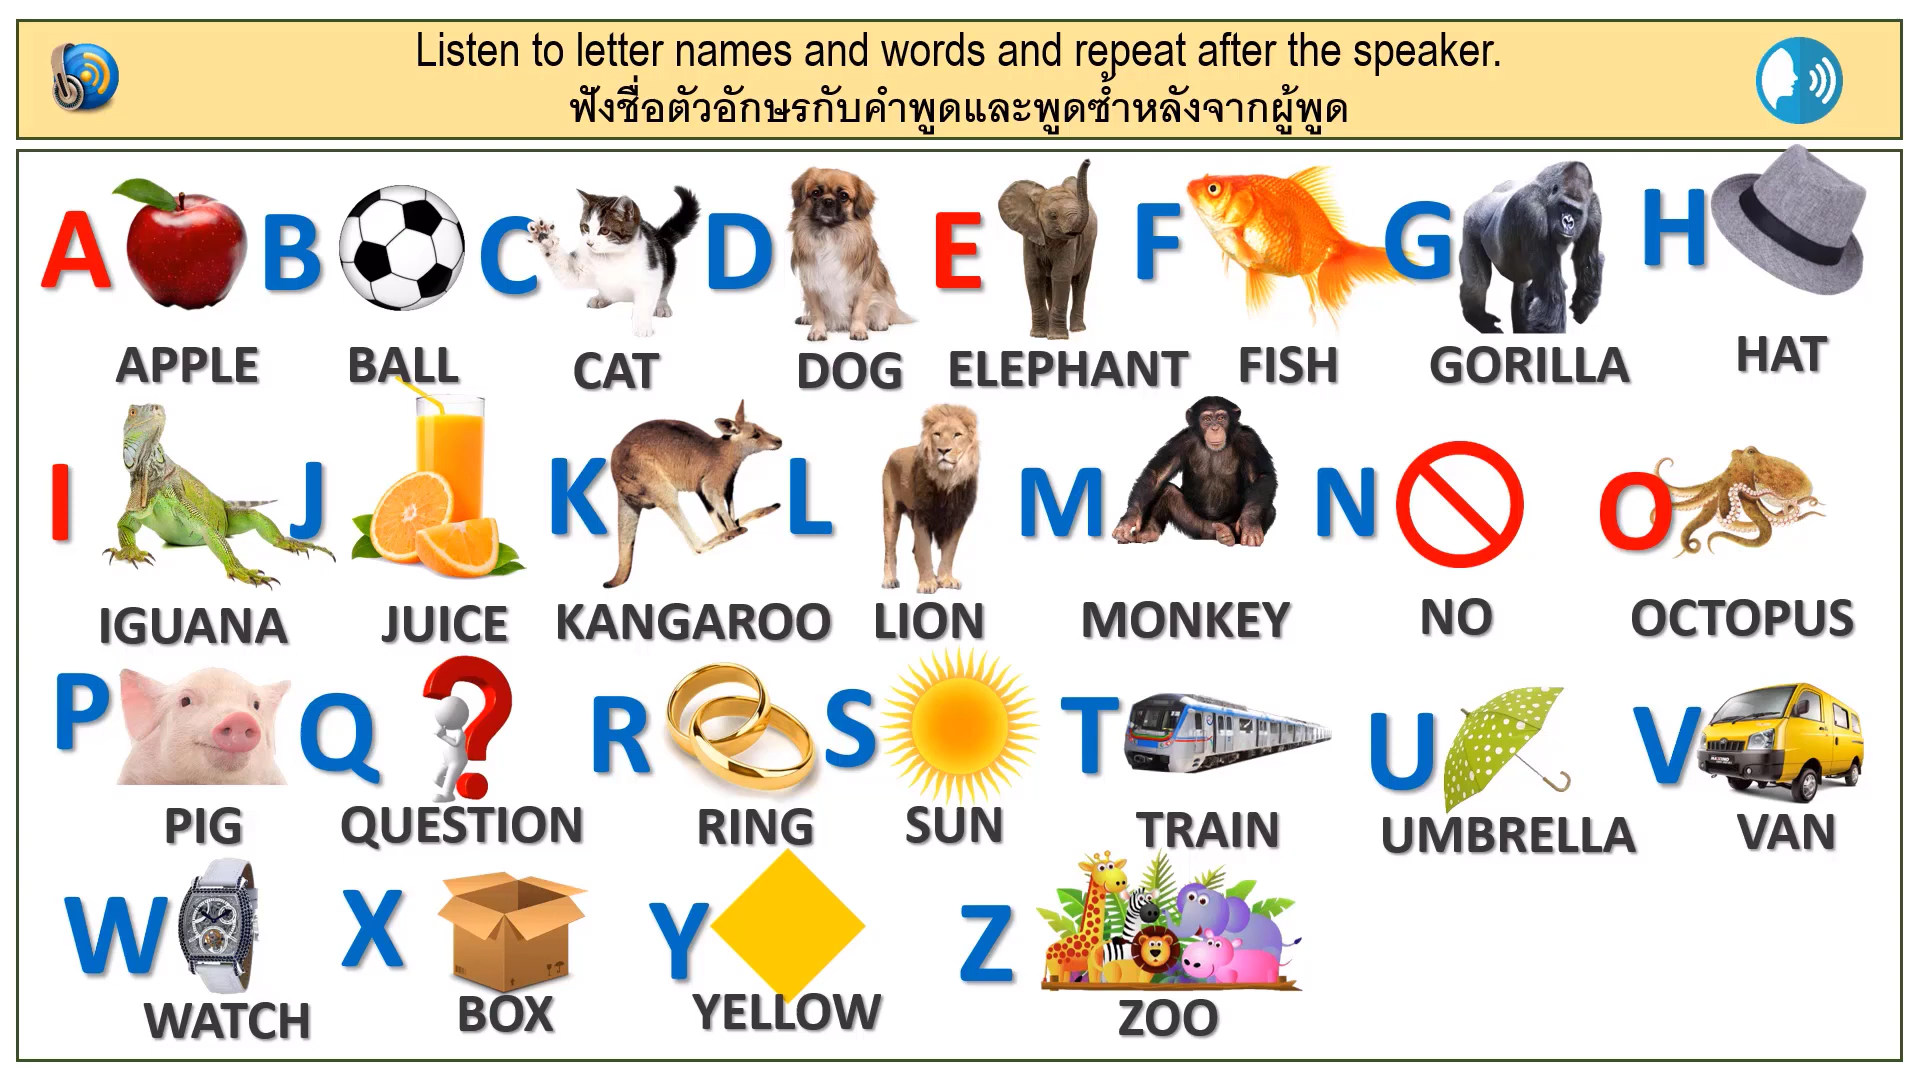 Listen to letter names and words and repeat after the speaker.
ฟังชื่อตัวอักษรกับคำพูดและพูดซ้ำหลังจากผู้พูด
A B C D E F G H
APPLE BALL CAT DOG ELEPHANT FISH GORILLA HAT
I J K L M N O
IGUANA JUICE KANGAROO LION MONKEY NO OCTOPUS
P Q R S T U V
PIG QUESTION RING SUN TRAIN UMBRELLA VAN
W X Y Z
WATCH BOX YELLOW ZOO